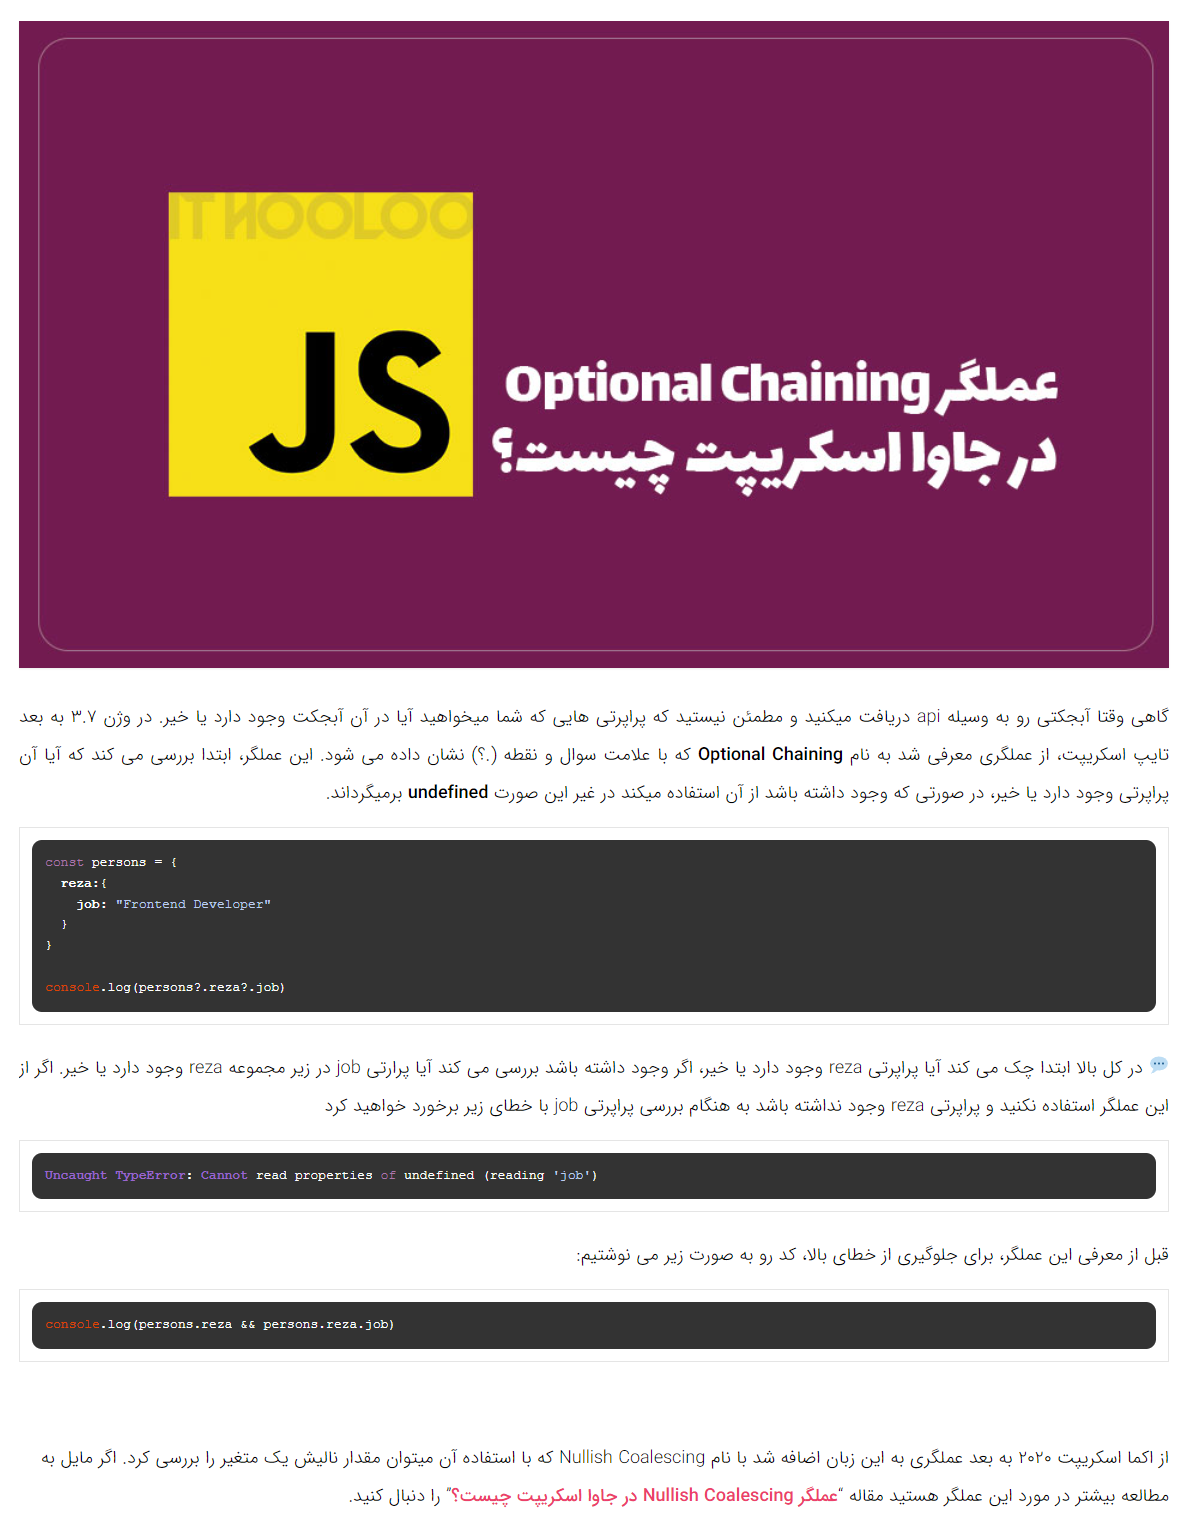 ITHOOLOO
JS
عملگر Optional Chaining
در جاوا اسکریپت چیست؟
گاهی وقتا آبجکتی رو به وسیله api دریافت میکنید و مطمئن نیستید که پراپرتی هایی که شما میخواهید آیا در آن آبجکت وجود دارد یا خیر. در وژن ۳.۷ به بعد
تایپ اسکریپت، از عملگری معرفی شد به نام Optional Chaining که با علامت سوال و نقطه (.؟) نشان داده می شود. این عملگر، ابتدا بررسی می کند که آیا آن
پراپرتی وجود دارد یا خیر، در صورتی که وجود داشته باشد از آن استفاده میکند در غیر این صورت undefined برمیگرداند.
const persons = {
  reza:{
    job: "Frontend Developer"
  }
}
console.log(persons?.reza?.job)
💬 در کل بالا ابتدا چک می کند آیا پراپرتی reza وجود دارد یا خیر، اگر وجود داشته باشد بررسی می کند آیا پرارتی job در زیر مجموعه reza وجود دارد یا خیر. اگر از
این عملگر استفاده نکنید و پراپرتی reza وجود نداشته باشد به هنگام بررسی پراپرتی job با خطای زیر برخورد خواهید کرد
Uncaught TypeError: Cannot read properties of undefined (reading 'job')
قبل از معرفی این عملگر، برای جلوگیری از خطای بالا، کد رو به صورت زیر می نوشتیم:
console.log(persons.reza && persons.reza.job)
از اکما اسکریپت ۲۰۲۰ به بعد عملگری به این زبان اضافه شد با نام Nullish Coalescing که با استفاده آن میتوان مقدار نالیش یک متغیر را بررسی کرد. اگر مایل به
مطالعه بیشتر در مورد این عملگر هستید مقاله “عملگر Nullish Coalescing در جاوا اسکریپت چیست؟” را دنبال کنید.